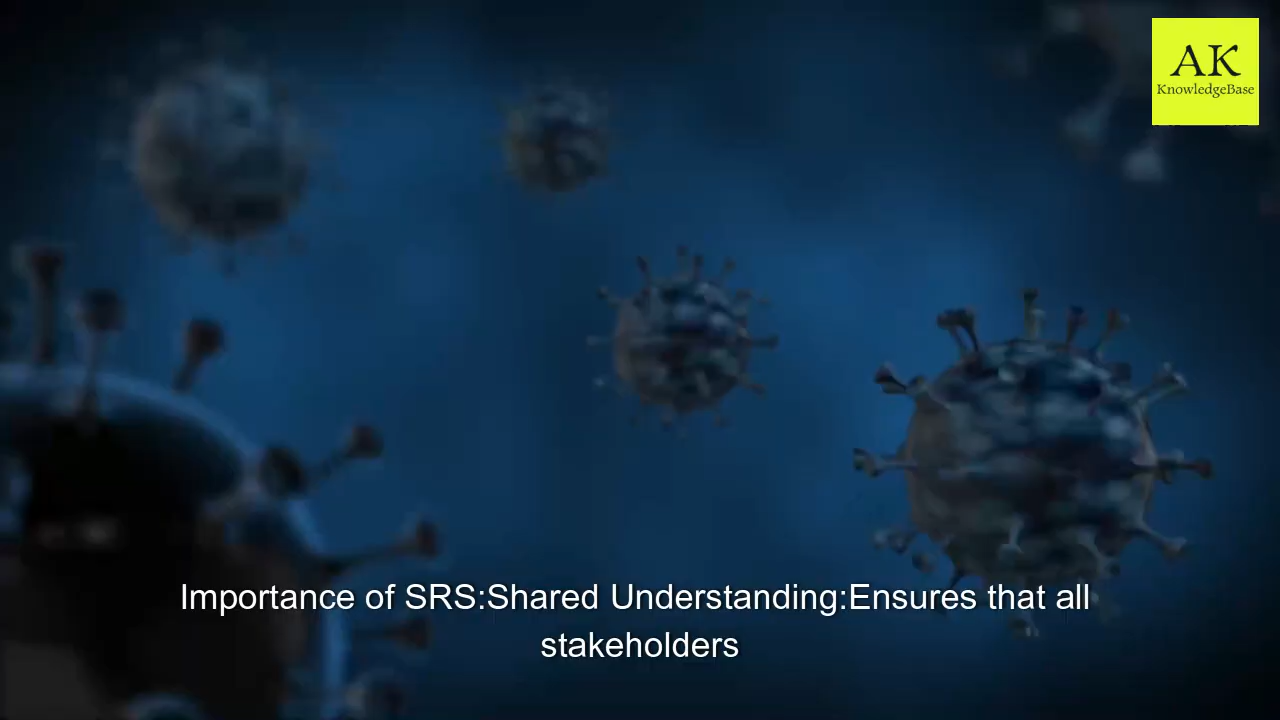 AK
KnowledgeBase
Importance of SRS:Shared Understanding:Ensures that all
stakeholders